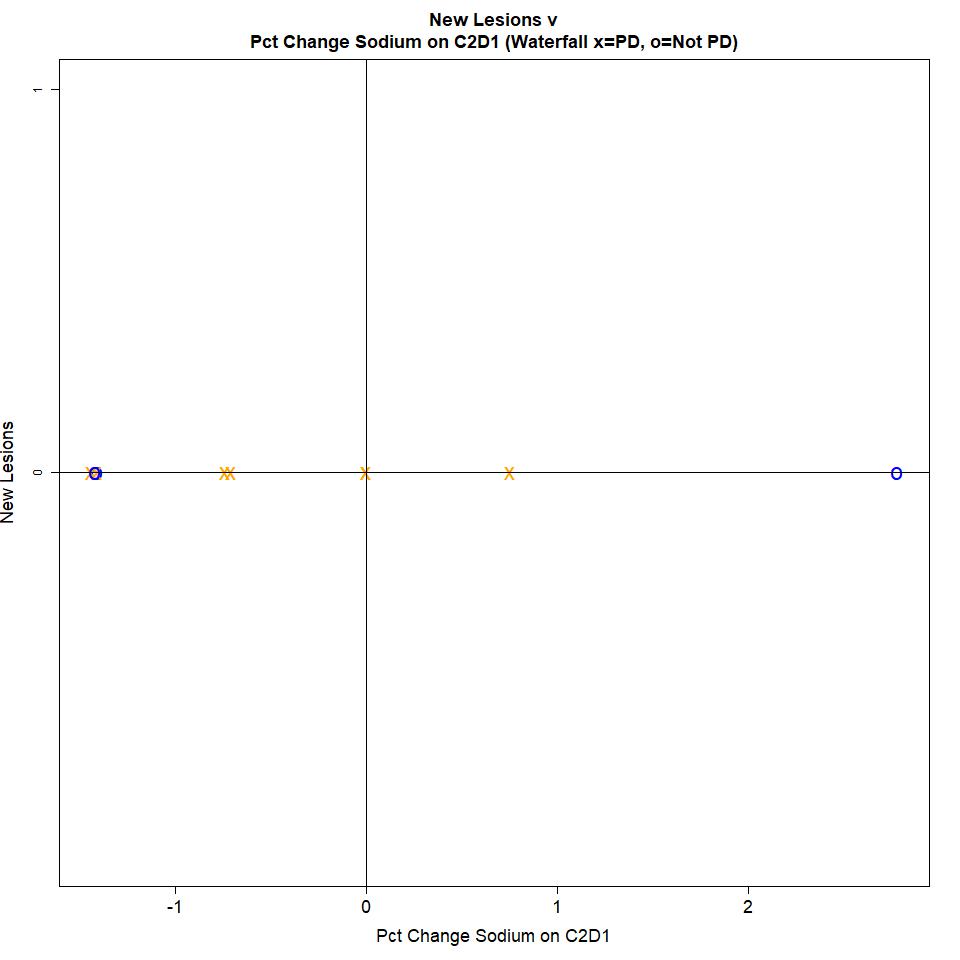 New Lesions v
Pct Change Sodium on C2D1 (Waterfall x=PD, o=Not PD)
1
New Lesions
0
x x o x x x x o
-1 0 1 2
Pct Change Sodium on C2D1